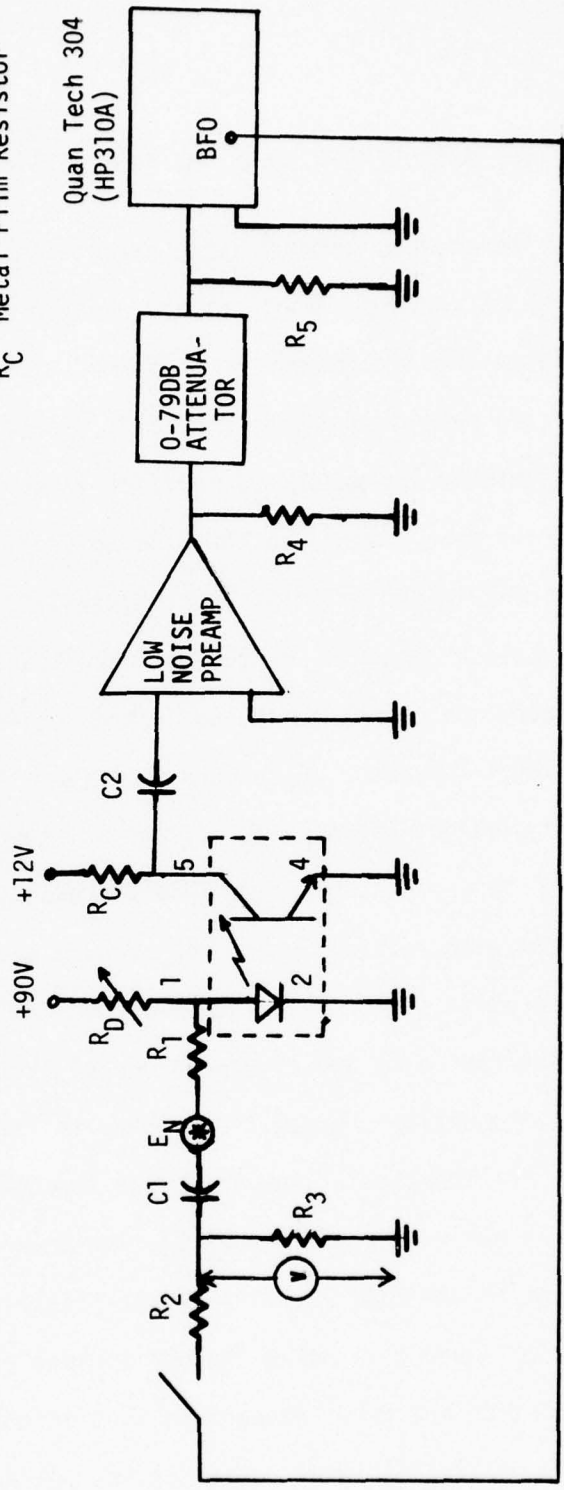 R_C Metal Film Resistor
Quan Tech 304
(HP310A)
BFO
0-79DB
ATTENUA-
TOR
R5
R4
LOW
NOISE
PREAMP
C2
+12V
RC
5
4
+90V
RD
1
2
R1
EN
C1
R3
R2
V